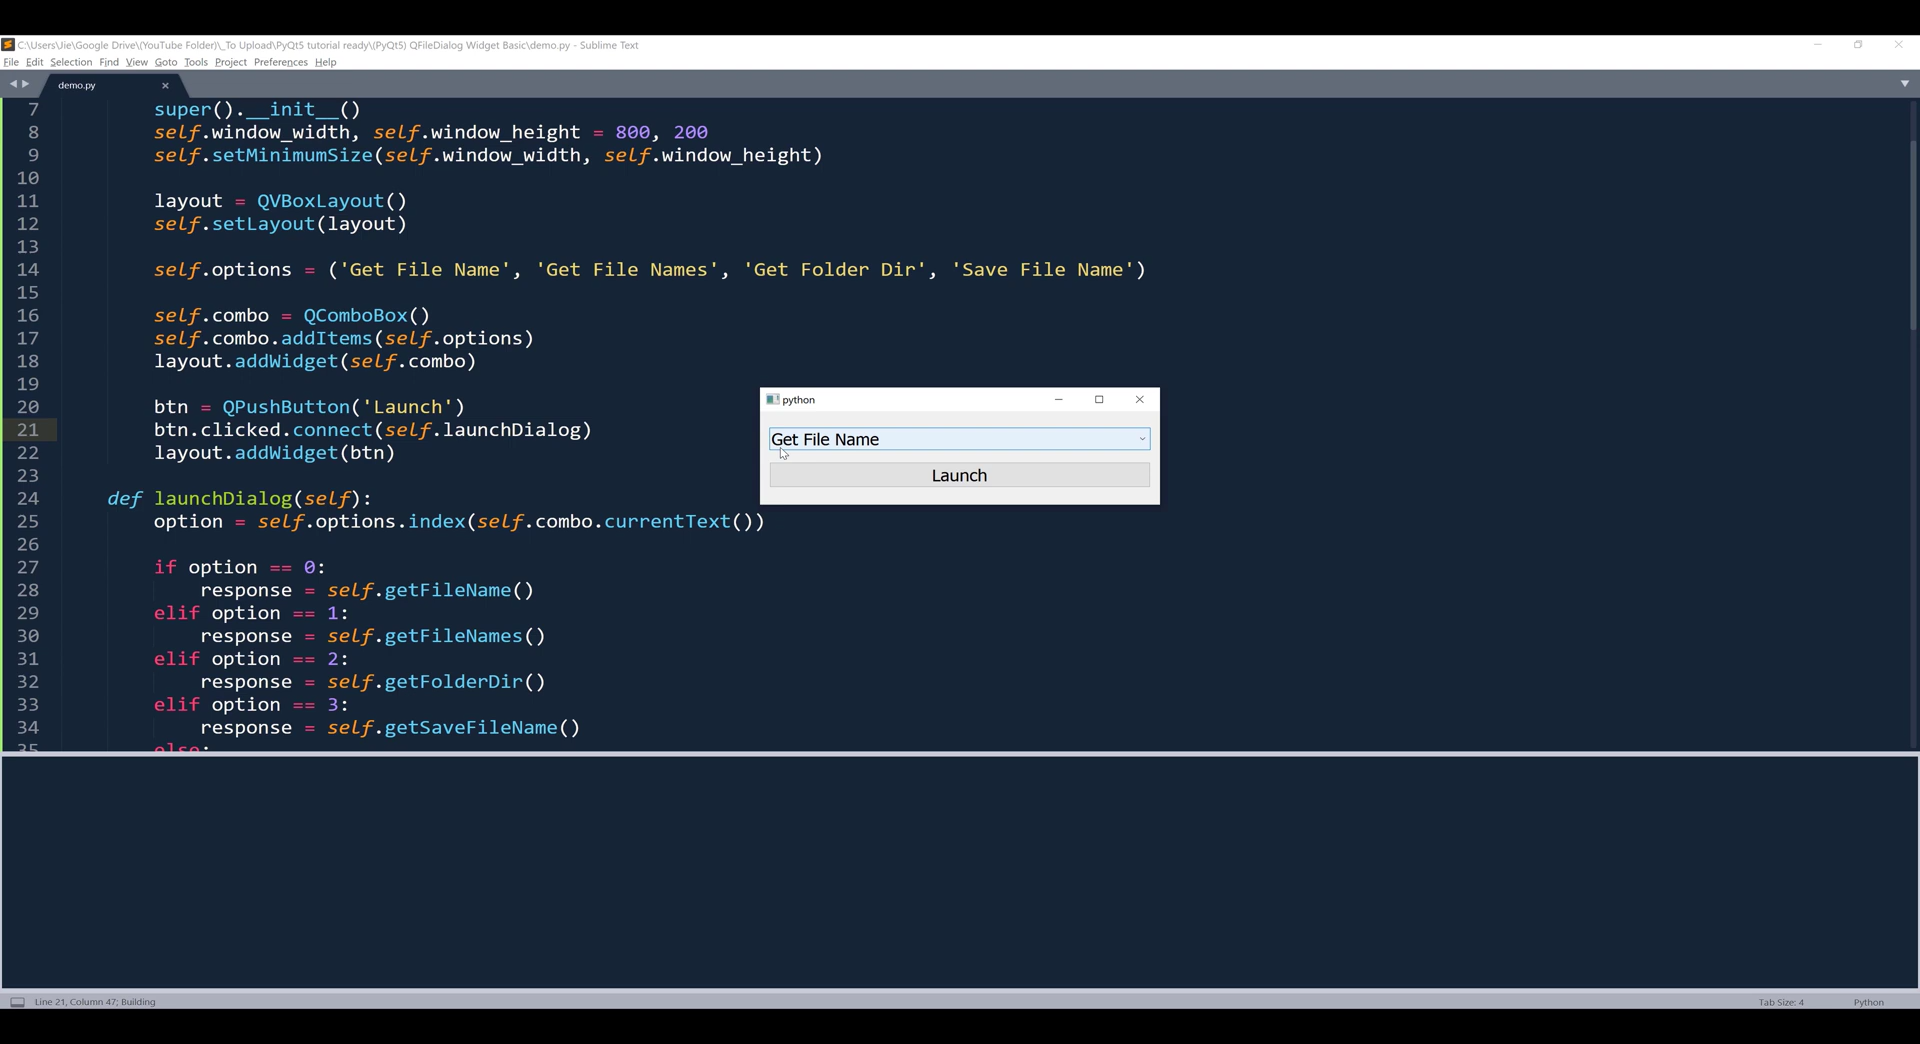 C:\Users\Jie\Google Drive\(YouTube Folder)\_To Upload\PyQt5 tutorial ready\(PyQt5) QFileDialog Widget Basic\demo.py - Sublime Text
File Edit Selection Find View Goto Tools Project Preferences Help
demo.py
7 super().__init__()
8 self.window_width, self.window_height = 800, 200
9 self.setMinimumSize(self.window_width, self.window_height)
10
11 layout = QVBoxLayout()
12 self.setLayout(layout)
13
14 self.options = ('Get File Name', 'Get File Names', 'Get Folder Dir', 'Save File Name')
15
16 self.combo = QComboBox()
17 self.combo.addItems(self.options)
18 layout.addWidget(self.combo)
19
20 btn = QPushButton('Launch')
21 btn.clicked.connect(self.launchDialog)
22 layout.addWidget(btn)
23
24 def launchDialog(self):
25 option = self.options.index(self.combo.currentText())
26
27 if option == 0:
28 response = self.getFileName()
29 elif option == 1:
30 response = self.getFileNames()
31 elif option == 2:
32 response = self.getFolderDir()
33 elif option == 3:
34 response = self.getSaveFileName()
35 else:
python
Get File Name
Launch
Line 21, Column 47; Building
Tab Size: 4
Python